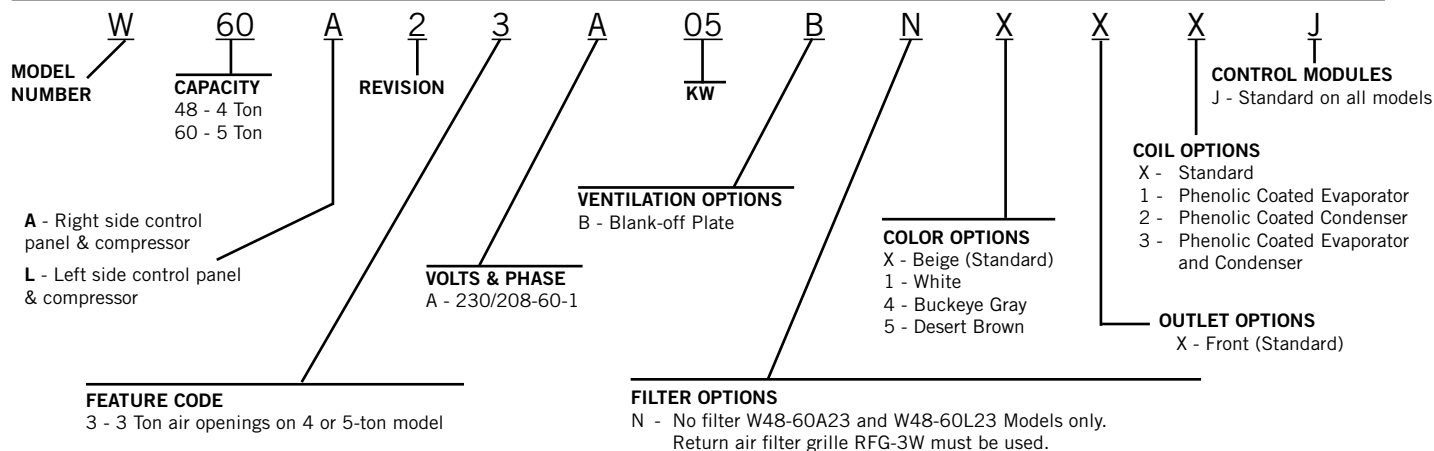 W 60 A 2 3 A 05 B N X X X J
MODEL
NUMBER
CAPACITY
48 - 4 Ton
60 - 5 Ton
REVISION
KW
CONTROL MODULES
J - Standard on all models
COIL OPTIONS
X - Standard
1 - Phenolic Coated Evaporator
2 - Phenolic Coated Condenser
3 - Phenolic Coated Evaporator
and Condenser
A - Right side control
panel & compressor
L - Left side control panel
& compressor
VENTILATION OPTIONS
B - Blank-off Plate
VOLTS & PHASE
A - 230/208-60-1
COLOR OPTIONS
X - Beige (Standard)
1 - White
4 - Buckeye Gray
5 - Desert Brown
OUTLET OPTIONS
X - Front (Standard)
FEATURE CODE
3 - 3 Ton air openings on 4 or 5-ton model
FILTER OPTIONS
N - No filter W48-60A23 and W48-60L23 Models only.
Return air filter grille RFG-3W must be used.